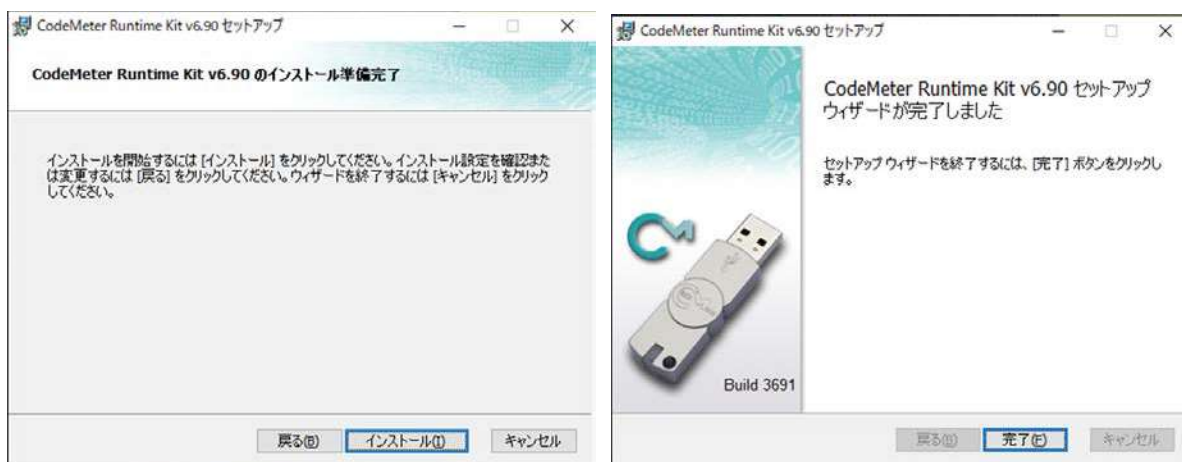 CodeMeter Runtime Kit v6.90 セットアップ
CodeMeter Runtime Kit v6.90 のインストール準備完了
インストールを開始するには [インストール] をクリックしてください。インストール設定を確認また
は変更するには [戻る] をクリックしてください。ウィザードを終了するには [キャンセル] をクリック
してください。
戻る(B)
インストール(I)
キャンセル
CodeMeter Runtime Kit v6.90 セットアップ
CodeMeter Runtime Kit v6.90 セットアップ
ウィザードが完了しました
セットアップ ウィザードを終了するには、[完了] ボタンをクリックし
ます。
Build 3691
戻る(B)
完了(F)
キャンセル